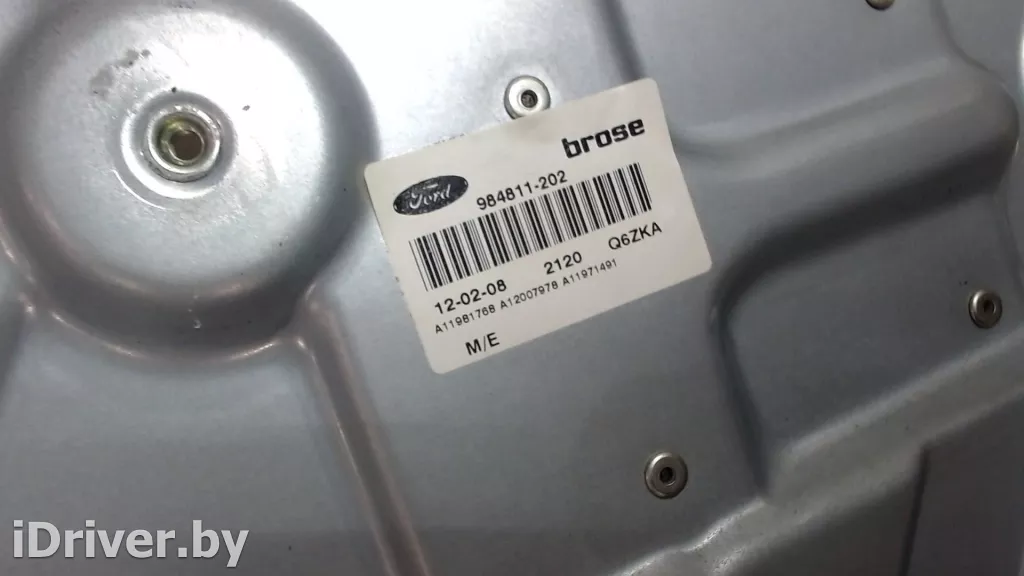 brose
Ford 984811-202
12-02-08 2120 Q6ZKA
A11981768 A12007978 A11971491
M/E
iDriver.by